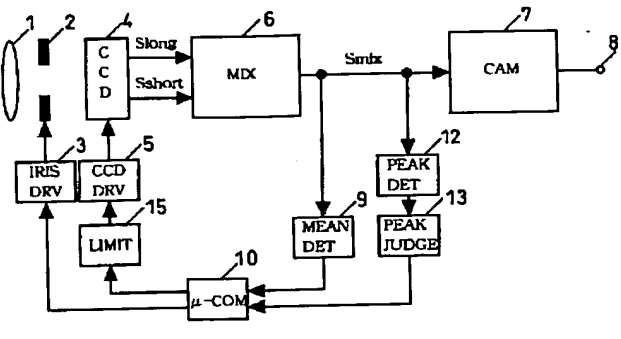 1
2
4
6
7
8
C
C
D
Slong
Sshort
MIX
Smix
CAM
3
5
12
IRIS
DRV
CCD
DRV
PEAK
DET
15
9
13
LIMIT
MEAN
DET
PEAK
JUDGE
10
μ-COM